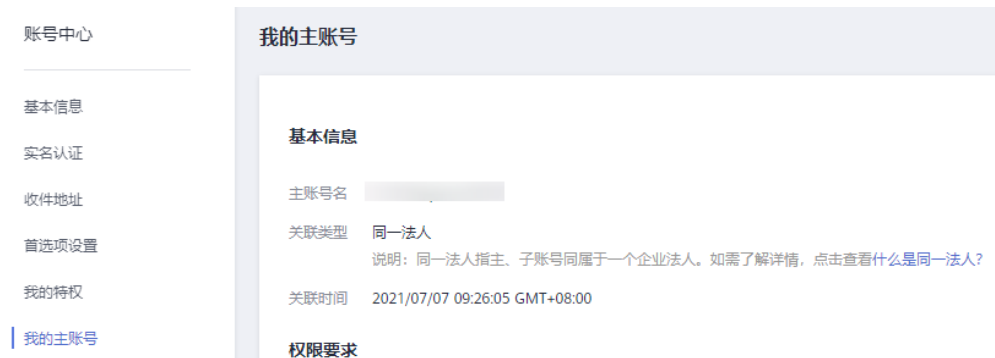 账号中心
基本信息
实名认证
收件地址
首选项设置
我的特权
我的主账号
我的主账号
基本信息
主账号名
关联类型 同一法人
说明：同一法人指主、子账号同属于一个企业法人。如需了解详情，点击查看什么是同一法人？
关联时间 2021/07/07 09:26:05 GMT+08:00
权限要求